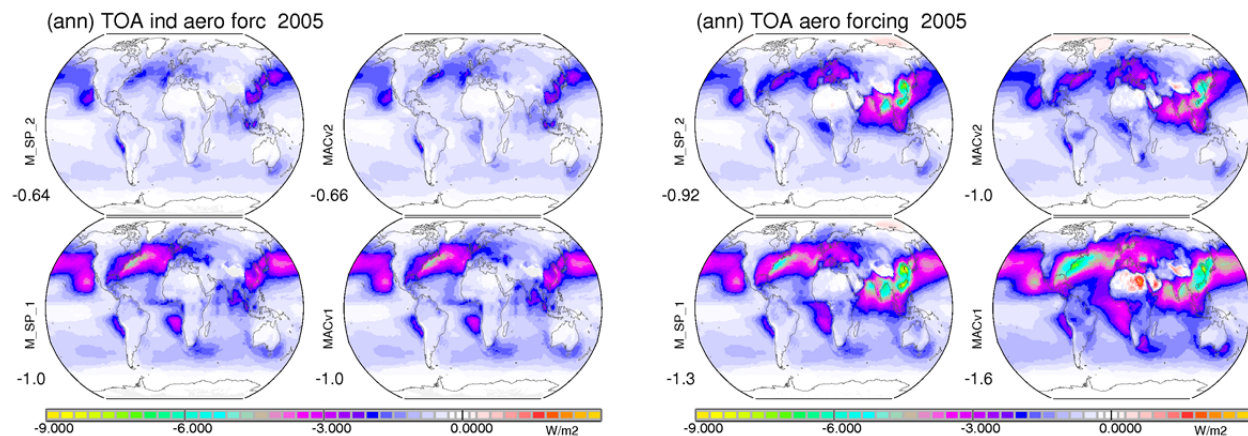 (ann) TOA ind aero forc 2005
M_SP_2
-0.64
MACv2
-0.66
M_SP_1
-1.0
MACv1
-1.0
-9.000 -6.000 -3.000 0.0000 W/m2
(ann) TOA aero forcing 2005
M_SP_2
-0.92
MACv2
-1.0
M_SP_1
-1.3
MACv1
-1.6
-9.000 -6.000 -3.000 0.0000 W/m2